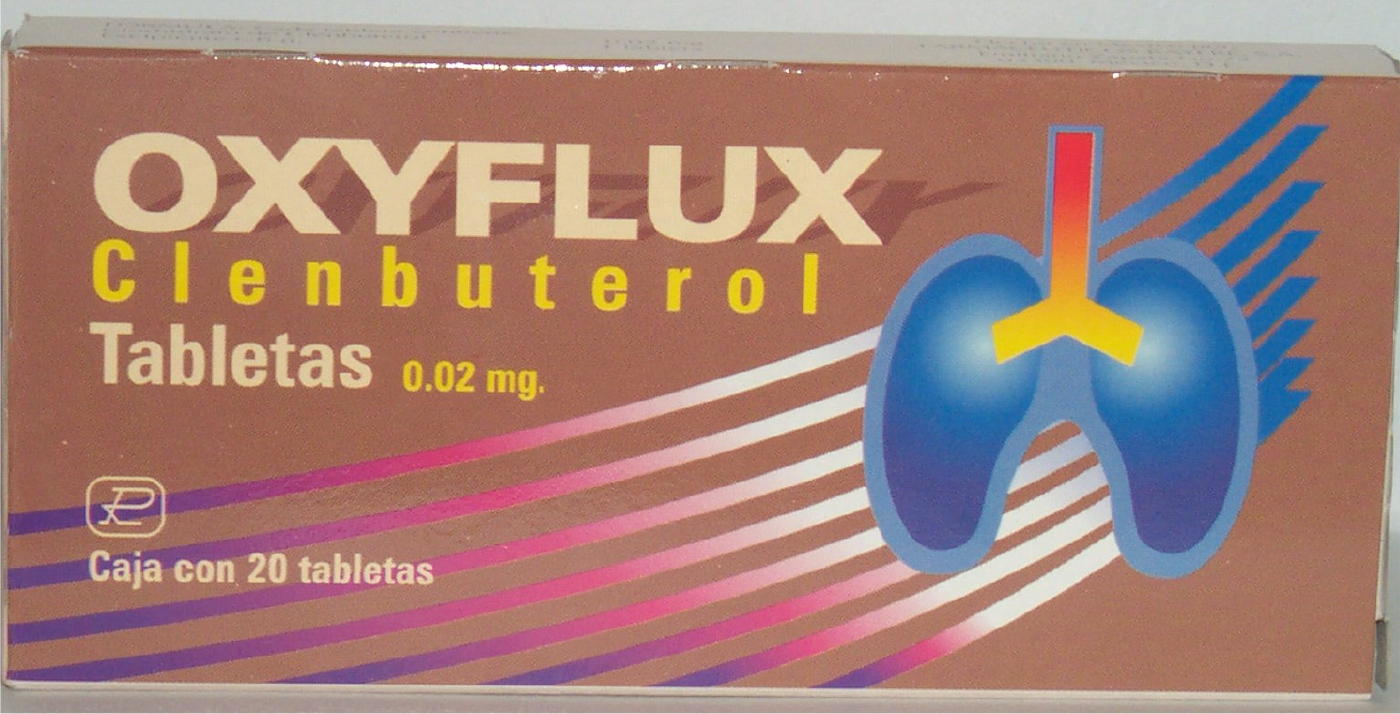 OXYFLUX
Clenbuterol
Tabletas 0.02 mg.
Caja con 20 tabletas